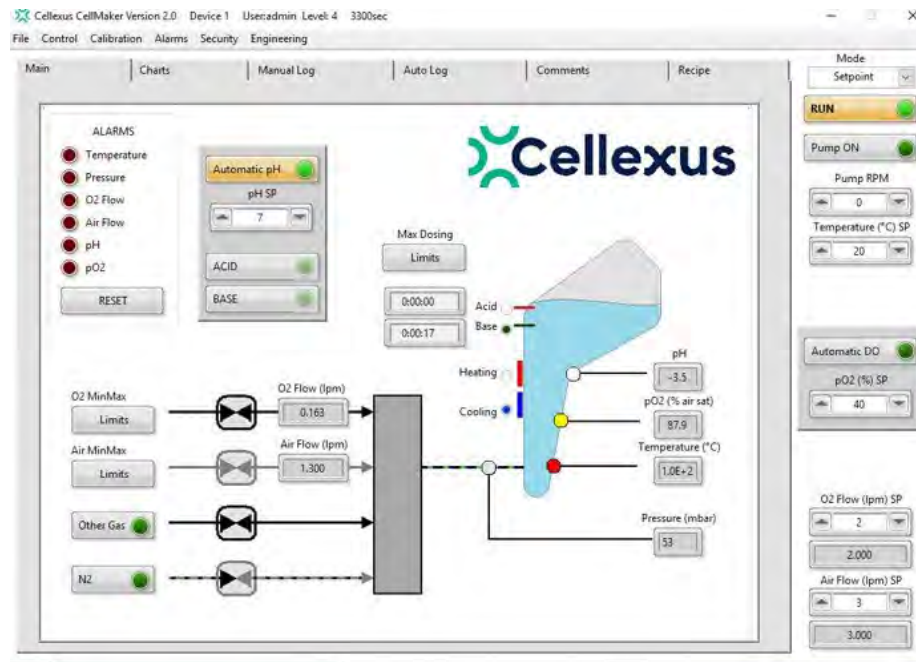 Cellexus CellMaker Version 2.0 Device 1 User:admin Level: 4 3300sec
File Control Calibration Alarms Security Engineering
Main Charts Manual Log Auto Log Comments Recipe
Mode
Setpoint
RUN
Pump ON
Pump RPM
0
Temperature (°C) SP
20
Automatic DO
pO2 (%) SP
40
O2 Flow (lpm) SP
2
2.000
Air Flow (lpm) SP
3
3.000
ALARMS
Temperature
Pressure
O2 Flow
Air Flow
pH
pO2
RESET
Automatic pH
pH SP
7
ACID
BASE
Cellexus
Max Dosing
Limits
0:00:00
0:00:17
Acid
Base
Heating
Cooling
pH
-3.5
pO2 (% air sat)
87.9
Temperature (°C)
1.0E+2
Pressure (mbar)
53
O2 MinMax
Limits
O2 Flow (lpm)
0.163
Air MinMax
Limits
Air Flow (lpm)
1.300
Other Gas
N2